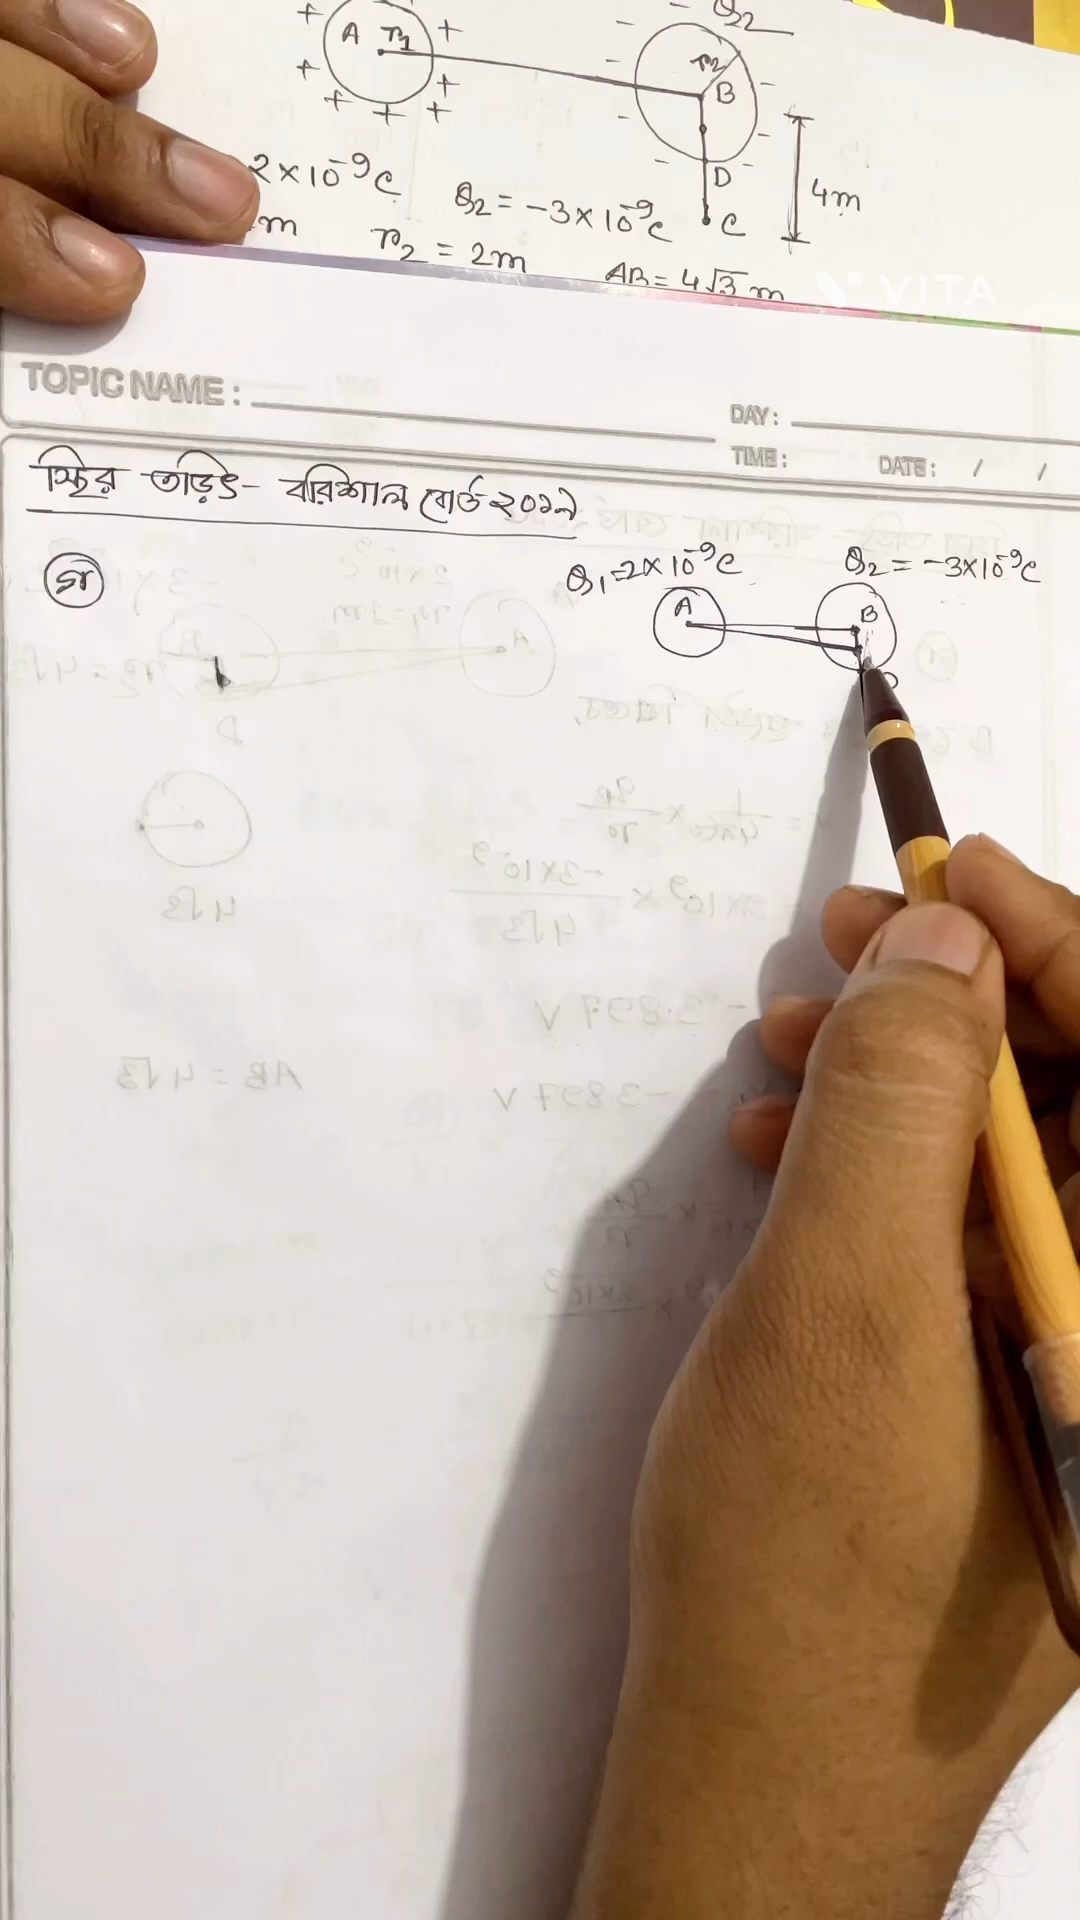 Q2
A r1
r2
B
D
4m
C
2×10⁻⁹C
Q2 = -3×10⁻⁹C
m
r2 = 2m
AB = 4√3 m
VITA
TOPIC NAME :
DAY :
TIME :
DATE : / /
স্থির তড়িৎ - বরিশাল বোর্ড-২০১৯
গ
Q1=2×10⁻⁹C
Q2 = -3×10⁻⁹C
A
B